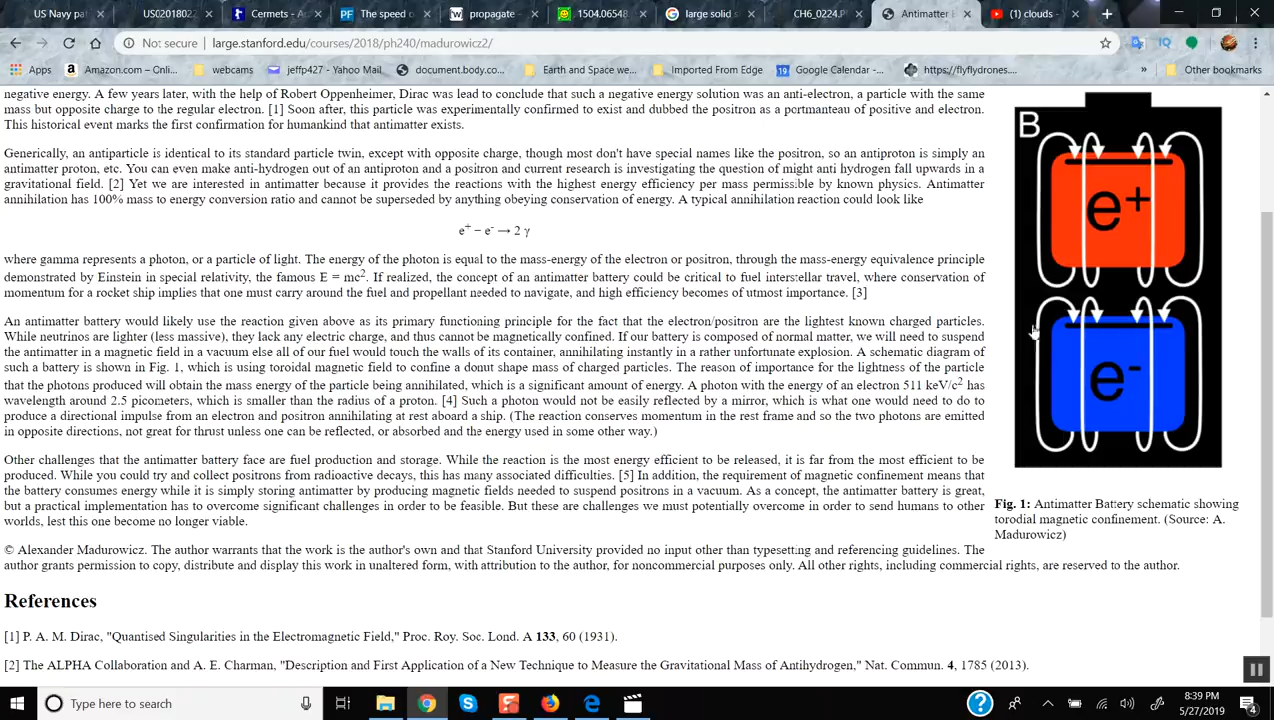 US Navy pat
US0201802
Cermets - A
The speed o
propagate -
1504.06548
large solid s
CH6_0224.P
Antimatter B
(1) clouds -
Not secure | large.stanford.edu/courses/2018/ph240/madurowicz2/
Apps
Amazon.com – Onli...
webcams
jeffp427 - Yahoo Mail
document.body.co...
Earth and Space we...
Imported From Edge
Google Calendar -...
https://flyflydrones....
»
Other bookmarks
negative energy. A few years later, with the help of Robert Oppenheimer, Dirac was lead to conclude that such a negative energy solution was an anti-electron, a particle with the same
mass but opposite charge to the regular electron. [1] Soon after, this particle was experimentally confirmed to exist and dubbed the positron as a portmanteau of positive and electron.
This historical event marks the first confirmation for humankind that antimatter exists.
Generically, an antiparticle is identical to its standard particle twin, except with opposite charge, though most don't have special names like the positron, so an antiproton is simply an
antimatter proton, etc. You can even make anti-hydrogen out of an antiproton and a positron and current research is investigating the question of might anti hydrogen fall upwards in a
gravitational field. [2] Yet we are interested in antimatter because it provides the reactions with the highest energy efficiency per mass permissible by known physics. Antimatter
annihilation has 100% mass to energy conversion ratio and cannot be superseded by anything obeying conservation of energy. A typical annihilation reaction could look like
e+ − e- → 2 γ
where gamma represents a photon, or a particle of light. The energy of the photon is equal to the mass-energy of the electron or positron, through the mass-energy equivalence principle
demonstrated by Einstein in special relativity, the famous E = mc2. If realized, the concept of an antimatter battery could be critical to fuel interstellar travel, where conservation of
momentum for a rocket ship implies that one must carry around the fuel and propellant needed to navigate, and high efficiency becomes of utmost importance. [3]
An antimatter battery would likely use the reaction given above as its primary functioning principle for the fact that the electron/positron are the lightest known charged particles.
While neutrinos are lighter (less massive), they lack any electric charge, and thus cannot be magnetically confined. If our battery is composed of normal matter, we will need to suspend
the antimatter in a magnetic field in a vacuum else all of our fuel would touch the walls of its container, annihilating instantly in a rather unfortunate explosion. A schematic diagram of
such a battery is shown in Fig. 1, which is using toroidal magnetic field to confine a donut shape mass of charged particles. The reason of importance for the lightness of the particle
that the photons produced will obtain the mass energy of the particle being annihilated, which is a significant amount of energy. A photon with the energy of an electron 511 keV/c2 has
wavelength around 2.5 picometers, which is smaller than the radius of a proton. [4] Such a photon would not be easily reflected by a mirror, which is what one would need to do to
produce a directional impulse from an electron and positron annihilating at rest aboard a ship. (The reaction conserves momentum in the rest frame and so the two photons are emitted
in opposite directions, not great for thrust unless one can be reflected, or absorbed and the energy used in some other way.)
Other challenges that the antimatter battery face are fuel production and storage. While the reaction is the most energy efficient to be released, it is far from the most efficient to be
produced. While you could try and collect positrons from radioactive decays, this has many associated difficulties. [5] In addition, the requirement of magnetic confinement means that
the battery consumes energy while it is simply storing antimatter by producing magnetic fields needed to suspend positrons in a vacuum. As a concept, the antimatter battery is great,
but a practical implementation has to overcome significant challenges in order to be feasible. But these are challenges we must potentially overcome in order to send humans to other
worlds, lest this one become no longer viable.
B
e+
e-
Fig. 1: Antimatter Battery schematic showing
torodial magnetic confinement. (Source: A.
Madurowicz)
© Alexander Madurowicz. The author warrants that the work is the author's own and that Stanford University provided no input other than typesetting and referencing guidelines. The
author grants permission to copy, distribute and display this work in unaltered form, with attribution to the author, for noncommercial purposes only. All other rights, including commercial rights, are reserved to the author.
References
[1] P. A. M. Dirac, "Quantised Singularities in the Electromagnetic Field," Proc. Roy. Soc. Lond. A 133, 60 (1931).
[2] The ALPHA Collaboration and A. E. Charman, "Description and First Application of a New Technique to Measure the Gravitational Mass of Antihydrogen," Nat. Commun. 4, 1785 (2013).
Type here to search
8:39 PM
5/27/2019
4